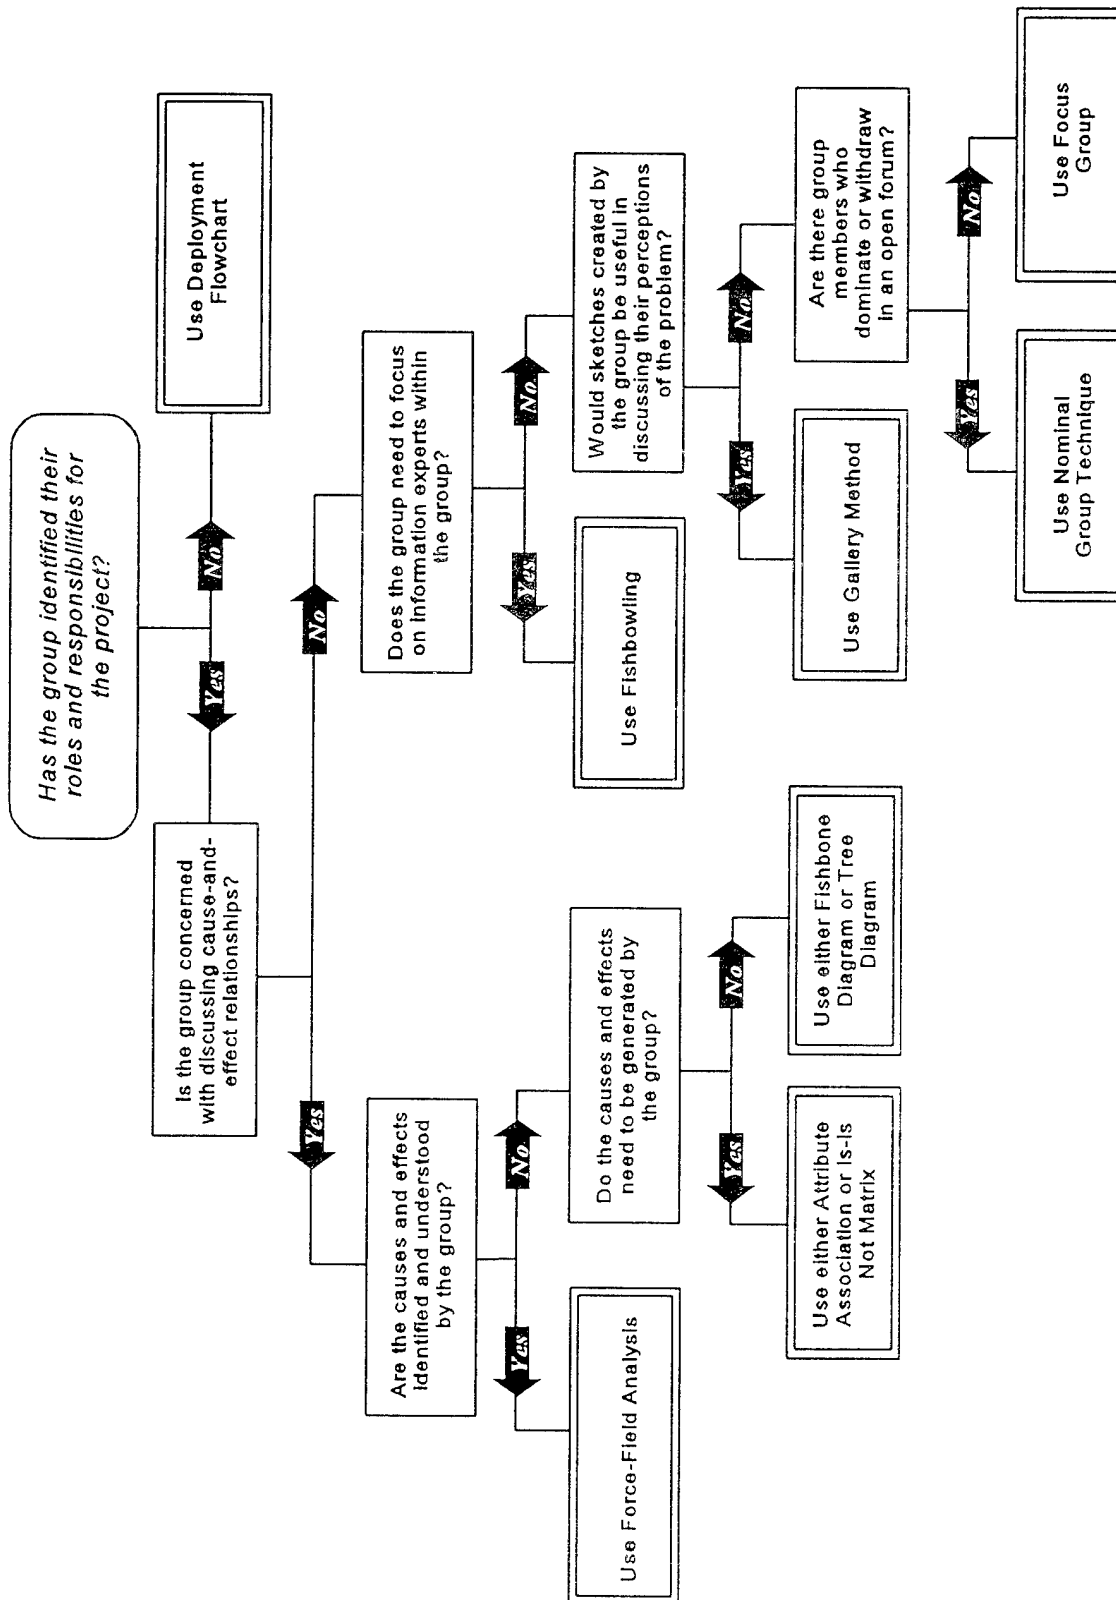 Has the group identified their
roles and responsibilities for
the project?
Yes
No
Use Deployment
Flowchart
Is the group concerned
with discussing cause-and-
effect relationships?
Yes
No
Are the causes and effects
identified and understood
by the group?
Does the group need to focus
on information experts within
the group?
Yes
No
Yes
No
Use Force-Field Analysis
Do the causes and effects
need to be generated by
the group?
Use Fishbowling
Would sketches created by
the group be useful in
discussing their perceptions
of the problem?
Yes
No
Yes
No
Use either Attribute
Association or Is-Is
Not Matrix
Use either Fishbone
Diagram or Tree
Diagram
Use Gallery Method
Are there group
members who
dominate or withdraw
in an open forum?
Yes
No
Use Nominal
Group Technique
Use Focus
Group